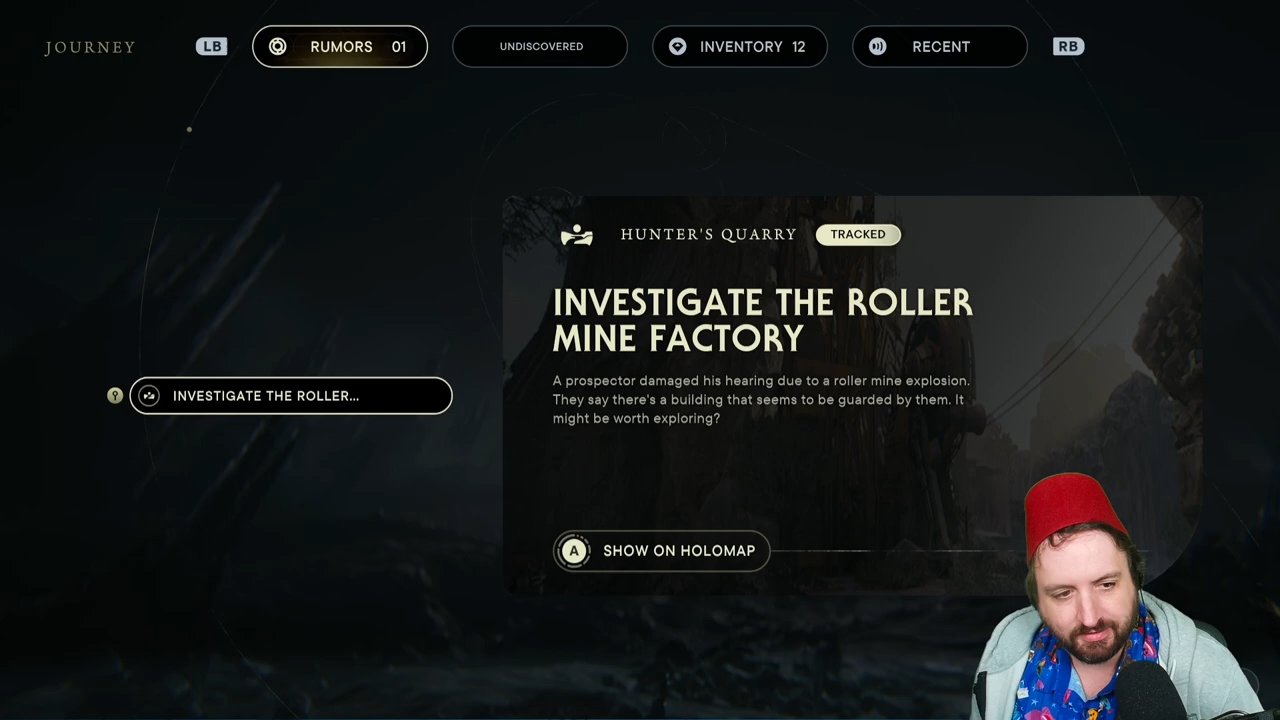 JOURNEY
LB
RUMORS 01
UNDISCOVERED
INVENTORY 12
RECENT
RB
HUNTER'S QUARRY
TRACKED
INVESTIGATE THE ROLLER
MINE FACTORY
A prospector damaged his hearing due to a roller mine explosion.
They say there's a building that seems to be guarded by them. It
might be worth exploring?
INVESTIGATE THE ROLLER...
A
SHOW ON HOLOMAP